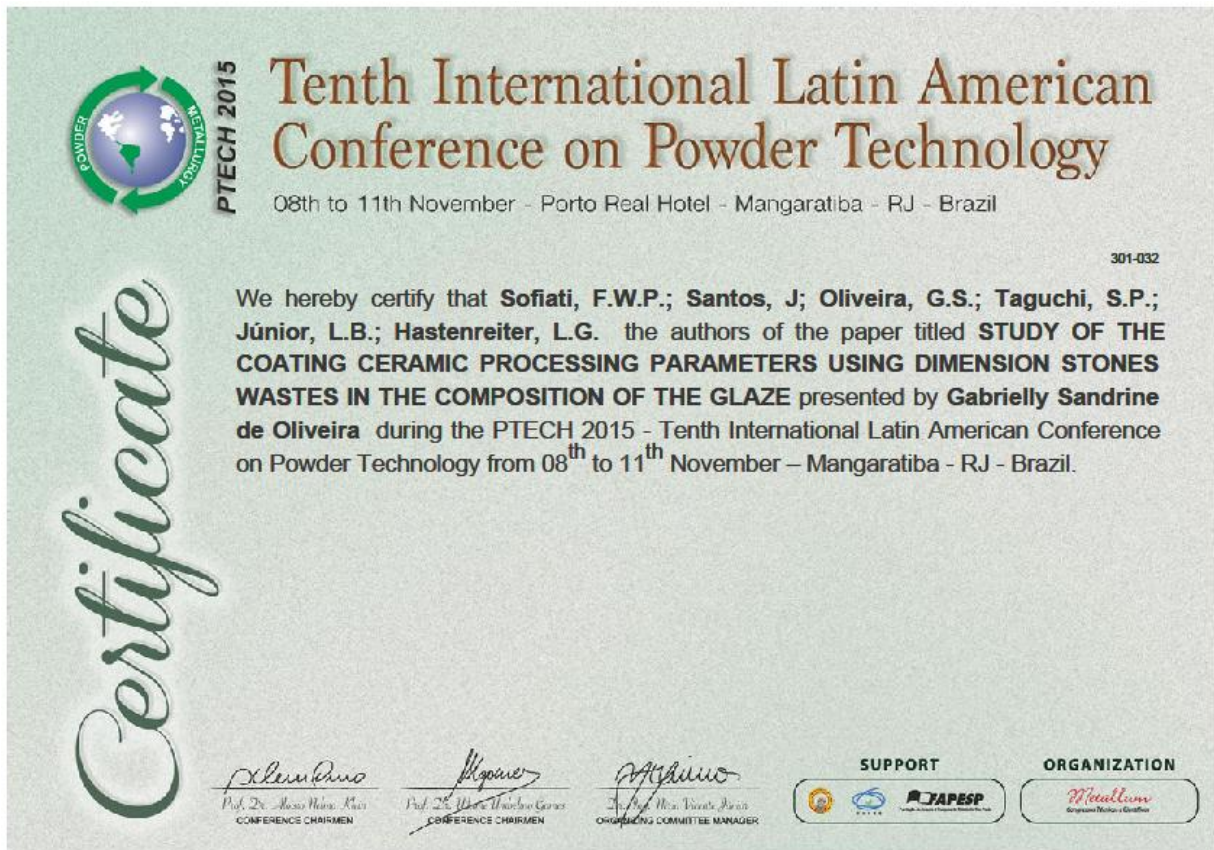 POWDER METALLURGY
PTECH 2015
Tenth International Latin American
Conference on Powder Technology
08th to 11th November - Porto Real Hotel - Mangaratiba - RJ - Brazil
301-032
Certificate
We hereby certify that Sofiati, F.W.P.; Santos, J; Oliveira, G.S.; Taguchi, S.P.;
Júnior, L.B.; Hastenreiter, L.G. the authors of the paper titled STUDY OF THE
COATING CERAMIC PROCESSING PARAMETERS USING DIMENSION STONES
WASTES IN THE COMPOSITION OF THE GLAZE presented by Gabrielly Sandrine
de Oliveira during the PTECH 2015 - Tenth International Latin American Conference
on Powder Technology from 08th to 11th November – Mangaratiba - RJ - Brazil.
Prof. Dr.
CONFERENCE CHAIRMEN
Prof. Dr.
CONFERENCE CHAIRMEN
ORGANIZING COMMITTEE MANAGER
SUPPORT
FAPESP
ORGANIZATION
Metallum